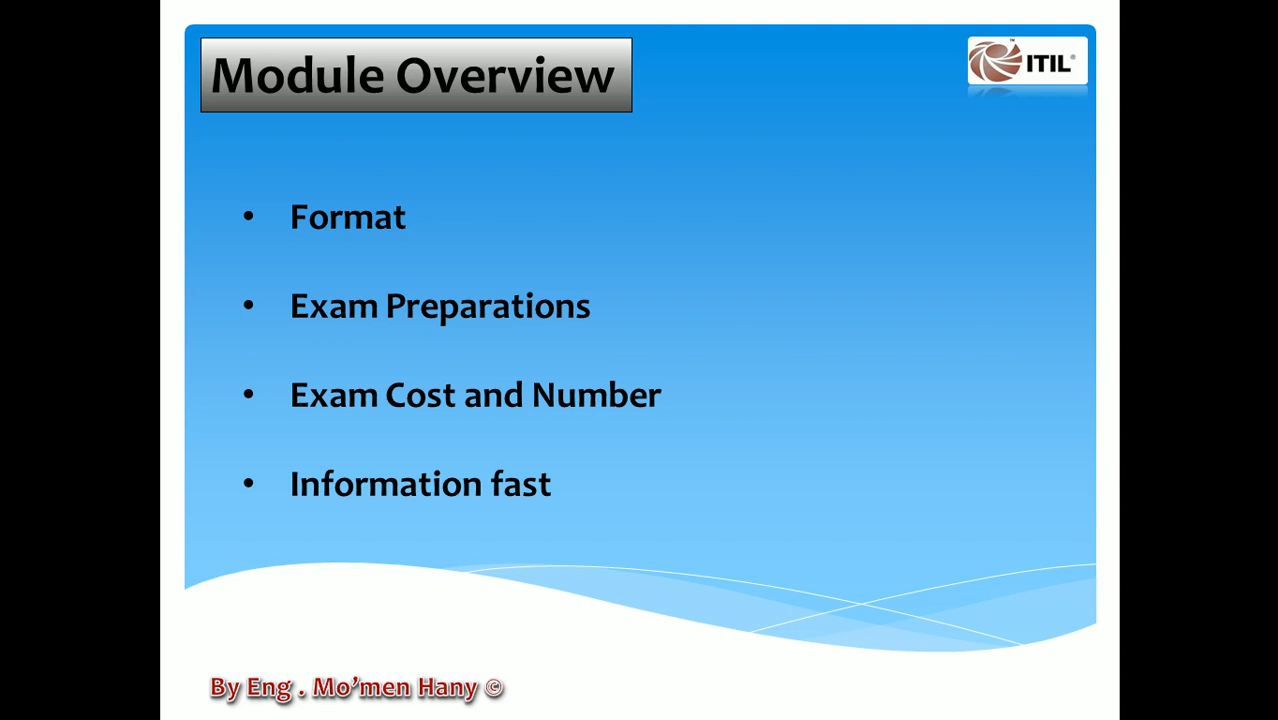 Module Overview
ITIL®
• Format
• Exam Preparations
• Exam Cost and Number
• Information fast
By Eng . Mo’men Hany ©